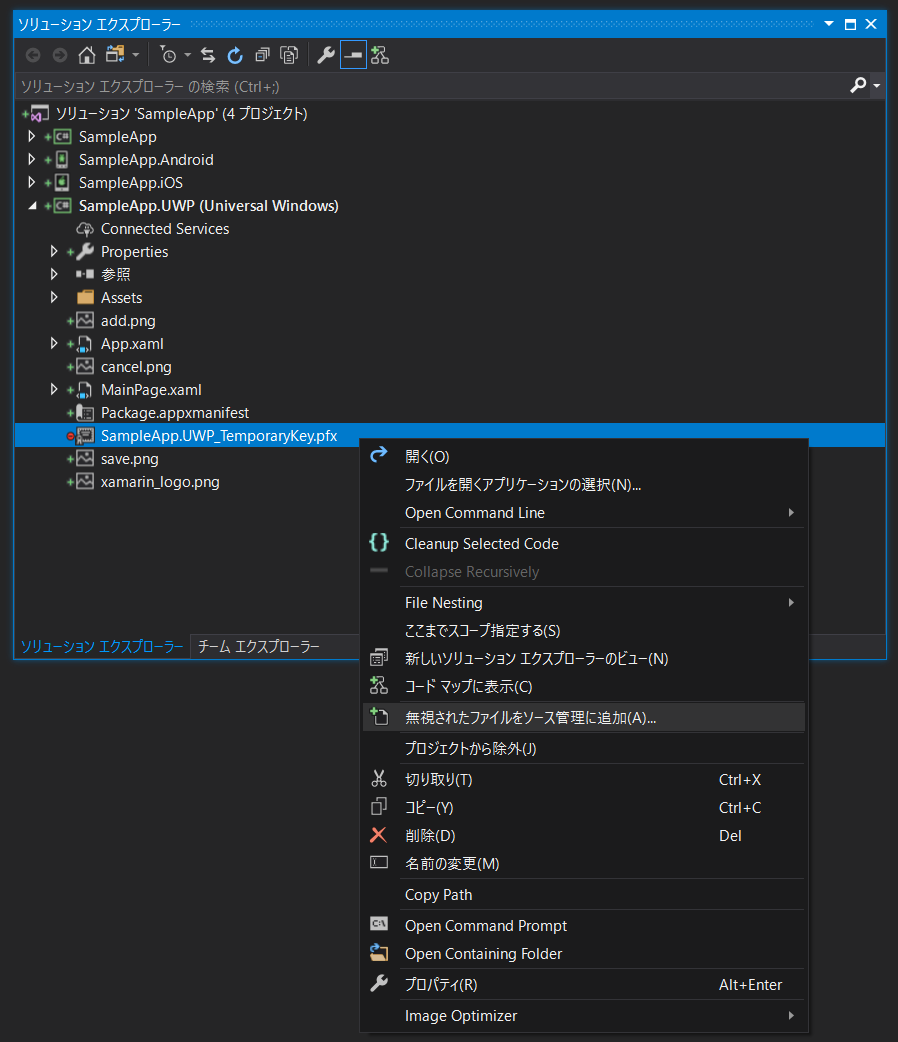 ソリューション エクスプローラー
ソリューション エクスプローラー の検索 (Ctrl+;)
ソリューション 'SampleApp' (4 プロジェクト)
C# SampleApp
SampleApp.Android
SampleApp.iOS
C# SampleApp.UWP (Universal Windows)
Connected Services
Properties
参照
Assets
add.png
App.xaml
cancel.png
MainPage.xaml
Package.appxmanifest
SampleApp.UWP_TemporaryKey.pfx
save.png
xamarin_logo.png
開く(O)
ファイルを開くアプリケーションの選択(N)...
Open Command Line
Cleanup Selected Code
Collapse Recursively
File Nesting
ここまでスコープ指定する(S)
新しいソリューション エクスプローラーのビュー(N)
コード マップに表示(C)
無視されたファイルをソース管理に追加(A)...
プロジェクトから除外(J)
切り取り(T) Ctrl+X
コピー(Y) Ctrl+C
削除(D) Del
名前の変更(M)
Copy Path
C:\ Open Command Prompt
Open Containing Folder
プロパティ(R) Alt+Enter
Image Optimizer
ソリューション エクスプローラー チーム エクスプローラー